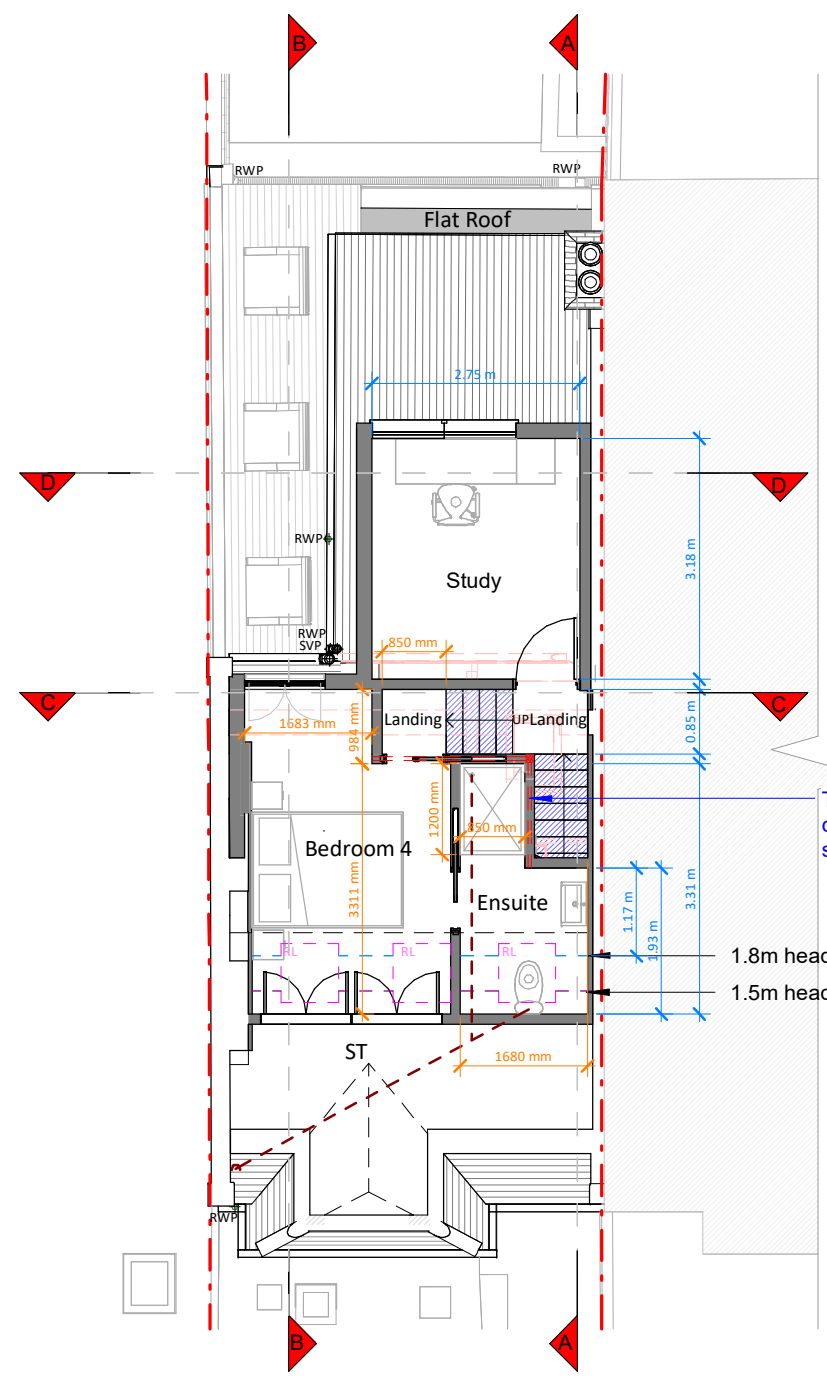 B
A
RWP
RWP
Flat Roof
2.75 m
D
D
RWP
Study
3.18 m
RWP
SVP
850 mm
C
C
Landing
UP
Landing
1683 mm
984 mm
0.85 m
1200 mm
850 mm
Bedroom 4
3311 mm
Ensuite
1.17 m
1.93 m
3.31 m
RL
RL
RL
1.8m head
1.5m head
ST
1680 mm
RWP
B
A